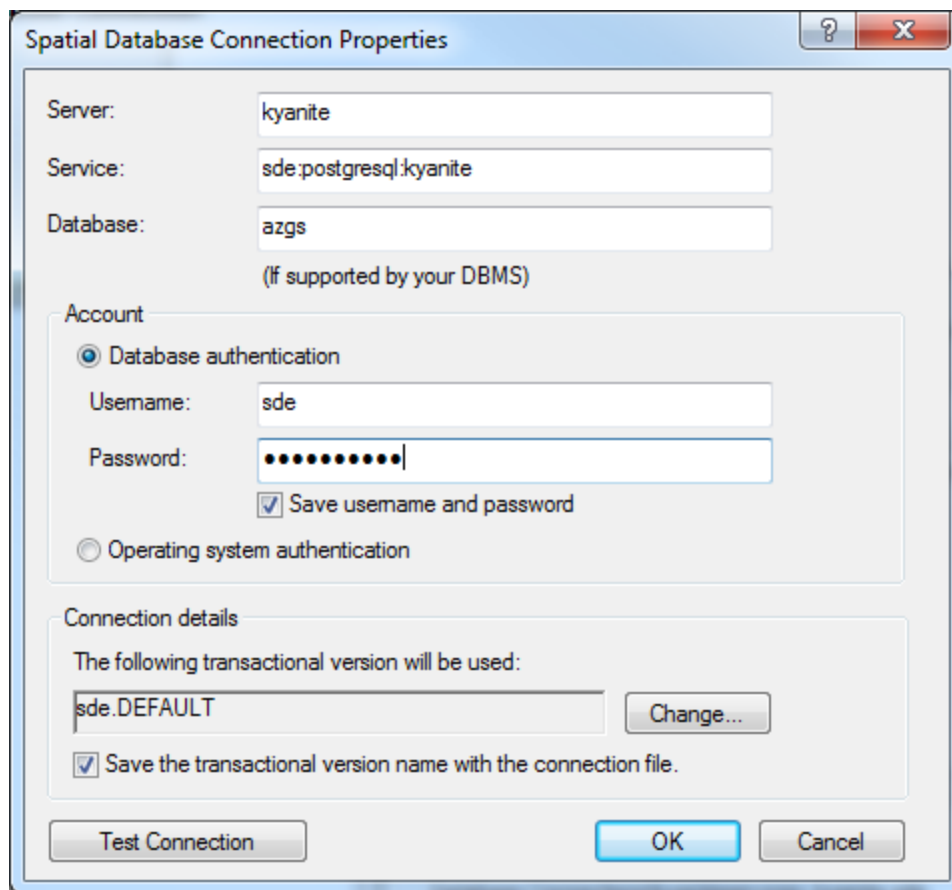 Spatial Database Connection Properties
?
Server: kyanite
Service: sde:postgresql:kyanite
Database: azgs
(If supported by your DBMS)
Account
Database authentication
Username: sde
Password: ●●●●●●●●●●
Save username and password
Operating system authentication
Connection details
The following transactional version will be used:
sde.DEFAULT Change...
Save the transactional version name with the connection file.
Test Connection OK Cancel